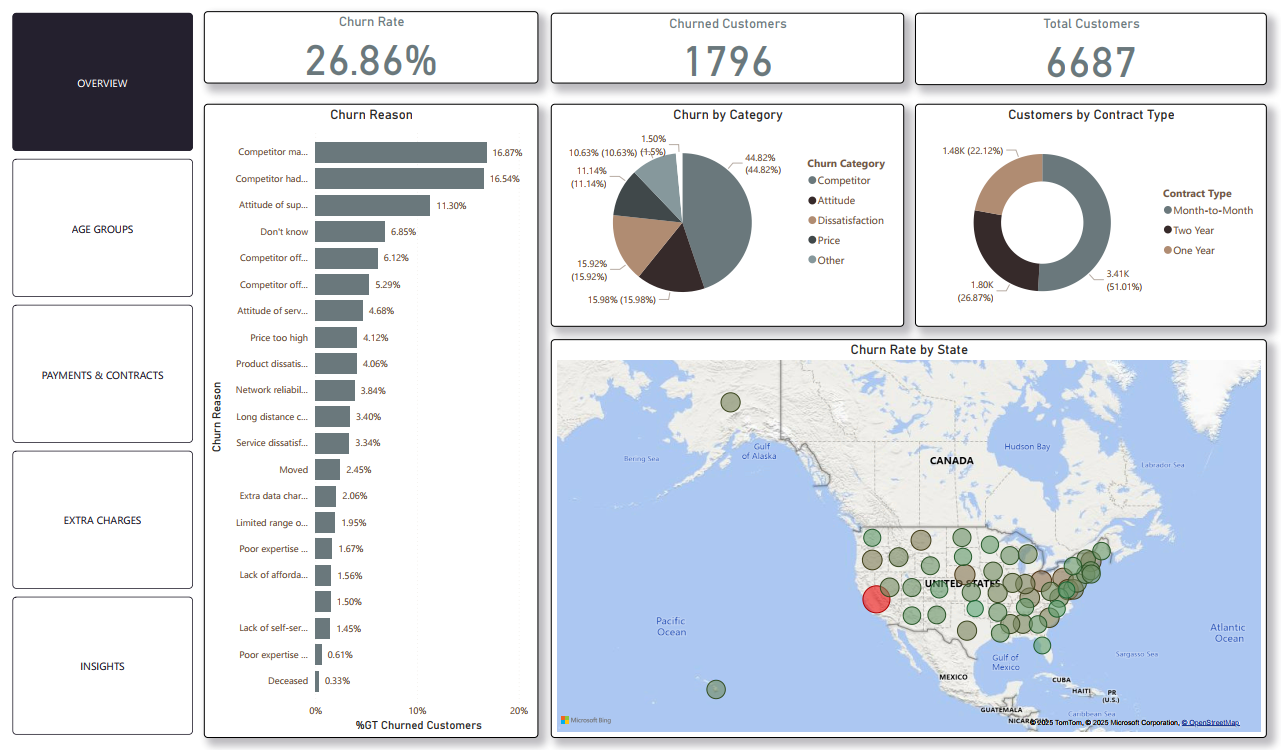 OVERVIEW
AGE GROUPS
PAYMENTS & CONTRACTS
EXTRA CHARGES
INSIGHTS
Churn Rate
26.86%
Churned Customers
1796
Total Customers
6687
Churn Reason
Churn Reason
Competitor ma... 16.87%
Competitor had... 16.54%
Attitude of sup... 11.30%
Don't know 6.85%
Competitor off... 6.12%
Competitor off... 5.29%
Attitude of serv... 4.68%
Price too high 4.12%
Product dissatis... 4.06%
Network reliabil... 3.84%
Long distance c... 3.40%
Service dissatisf... 3.34%
Moved 2.45%
Extra data char... 2.06%
Limited range o... 1.95%
Poor expertise ... 1.67%
Lack of afforda... 1.56%
1.50%
Lack of self-ser... 1.45%
Poor expertise ... 0.61%
Deceased 0.33%
0% 10% 20%
%GT Churned Customers
Churn by Category
1.50%
(1.5%)
10.63% (10.63%)
11.14%
(11.14%)
15.92%
(15.92%)
15.98% (15.98%)
44.82%
(44.82%)
Churn Category
Competitor
Attitude
Dissatisfaction
Price
Other
Customers by Contract Type
1.48K (22.12%)
1.80K
(26.87%)
3.41K
(51.01%)
Contract Type
Month-to-Month
Two Year
One Year
Churn Rate by State
Bering Sea
Gulf
of Alaska
CANADA
Hudson Bay
Labrador Sea
UNITED STATES
Pacific
Ocean
Atlantic
Ocean
Gulf of
Mexico
Sargasso Sea
MEXICO
CUBA
HAITI
PR
(U.S.)
GUATEMALA
Caribbean Sea
Microsoft Bing
© 2025 TomTom, © 2025 Microsoft Corporation, © OpenStreetMap